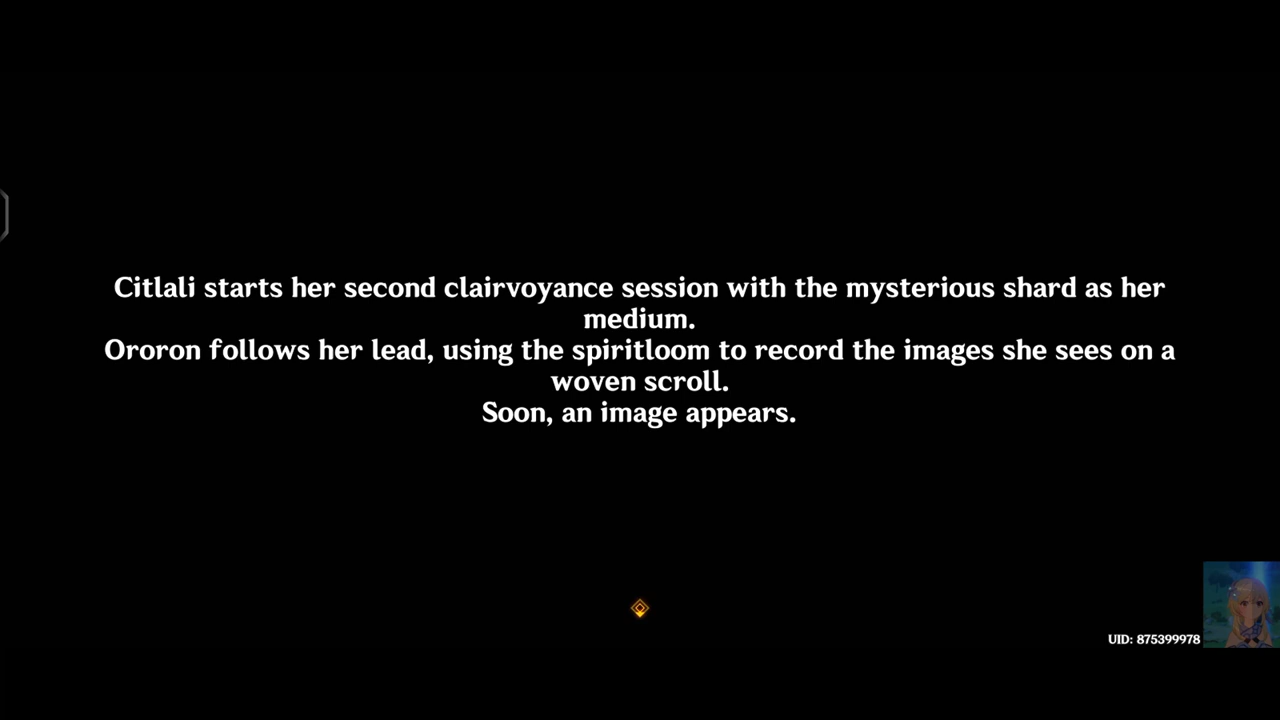 Citlali starts her second clairvoyance session with the mysterious shard as her
medium.
Ororon follows her lead, using the spiritloom to record the images she sees on a
woven scroll.
Soon, an image appears.
UID: 875399978